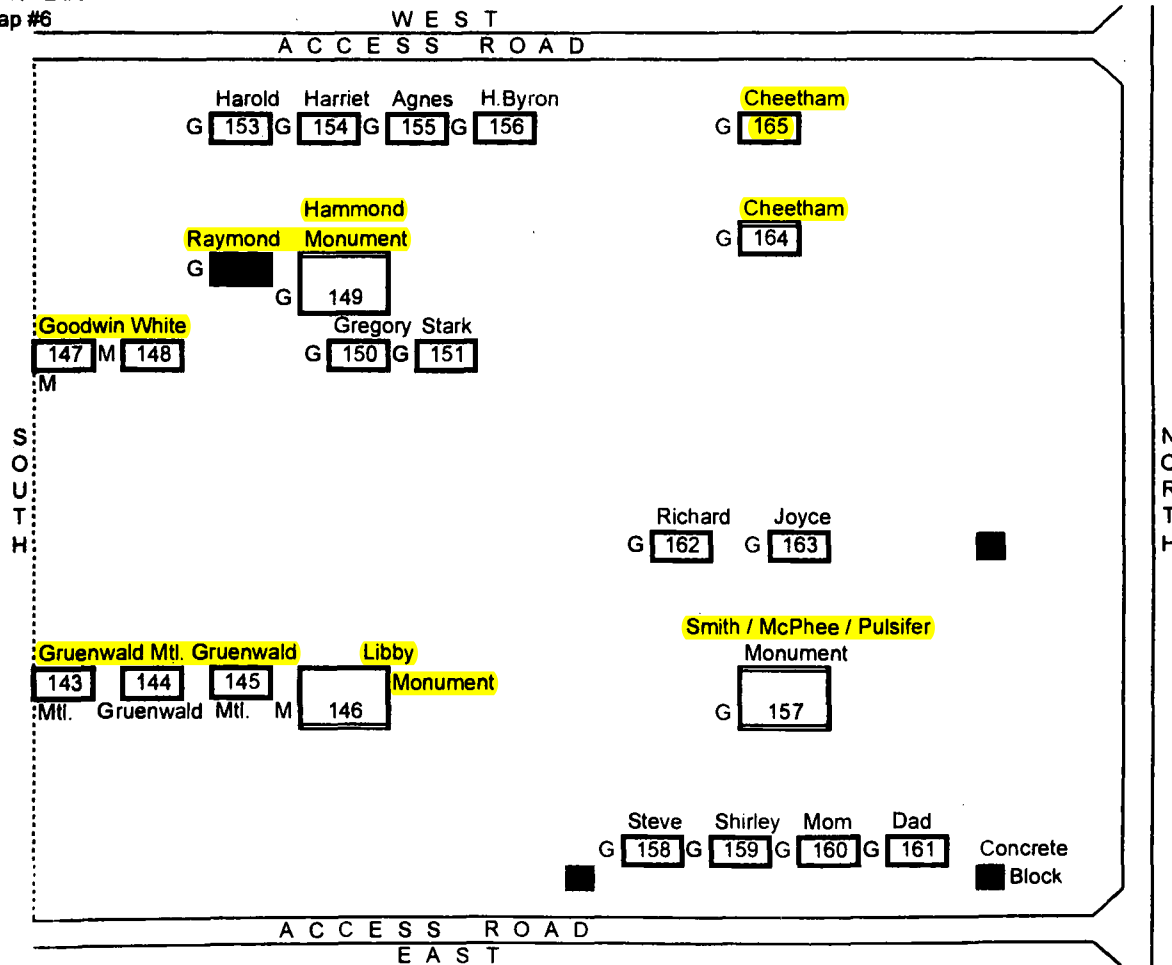 ap #6
WEST
ACCESS ROAD
Harold Harriet Agnes H.Byron Cheetham
G 153 G 154 G 155 G 156 G 165
Hammond Cheetham
Raymond Monument G 164
G
G 149
Goodwin White Gregory Stark
147 M 148 G 150 G 151
M
SOUTH
NORTH
Richard Joyce
G 162 G 163
Smith / McPhee / Pulsifer
Gruenwald Mtl. Gruenwald Libby Monument
143 144 145 Monument
Mtl. Gruenwald Mtl. M 146 G 157
Steve Shirley Mom Dad
G 158 G 159 G 160 G 161 Concrete
Block
ACCESS ROAD
EAST